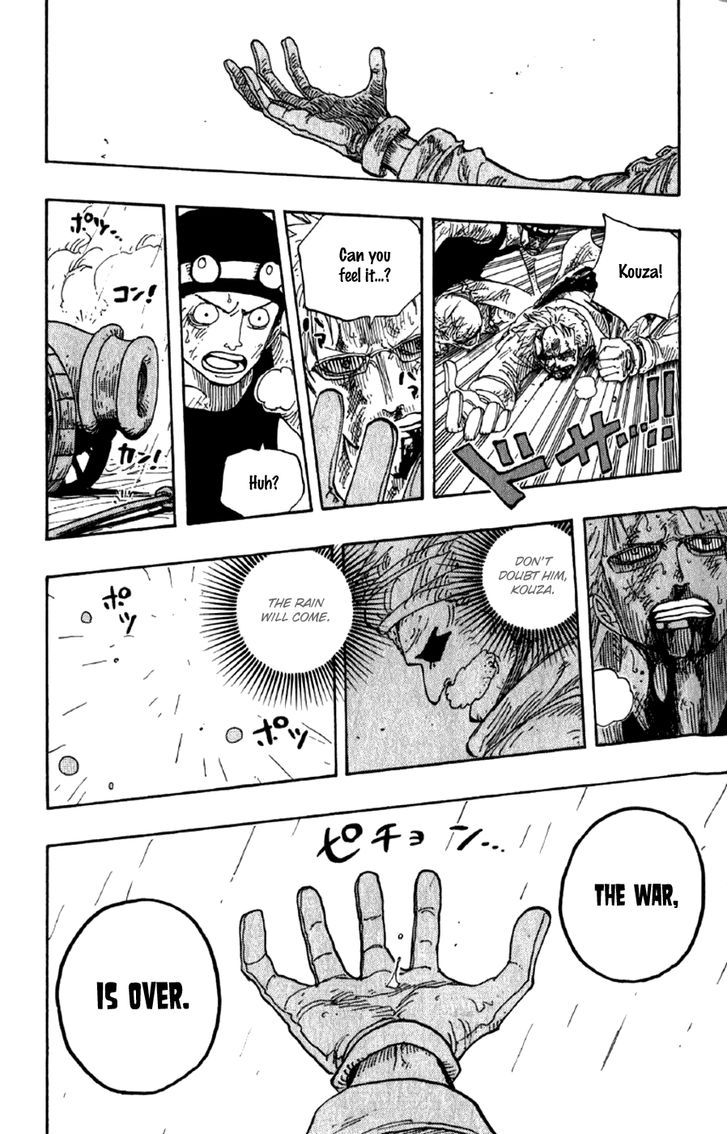 Kouza!
ドサ…!!
Can you
feel it...?
Huh?
ポツ…
コン!
カン!
DON'T
DOUBT HIM,
KOUZA.
THE RAIN
WILL COME.
ポツ
ポツ
THE WAR,
ピチョン…
IS OVER.